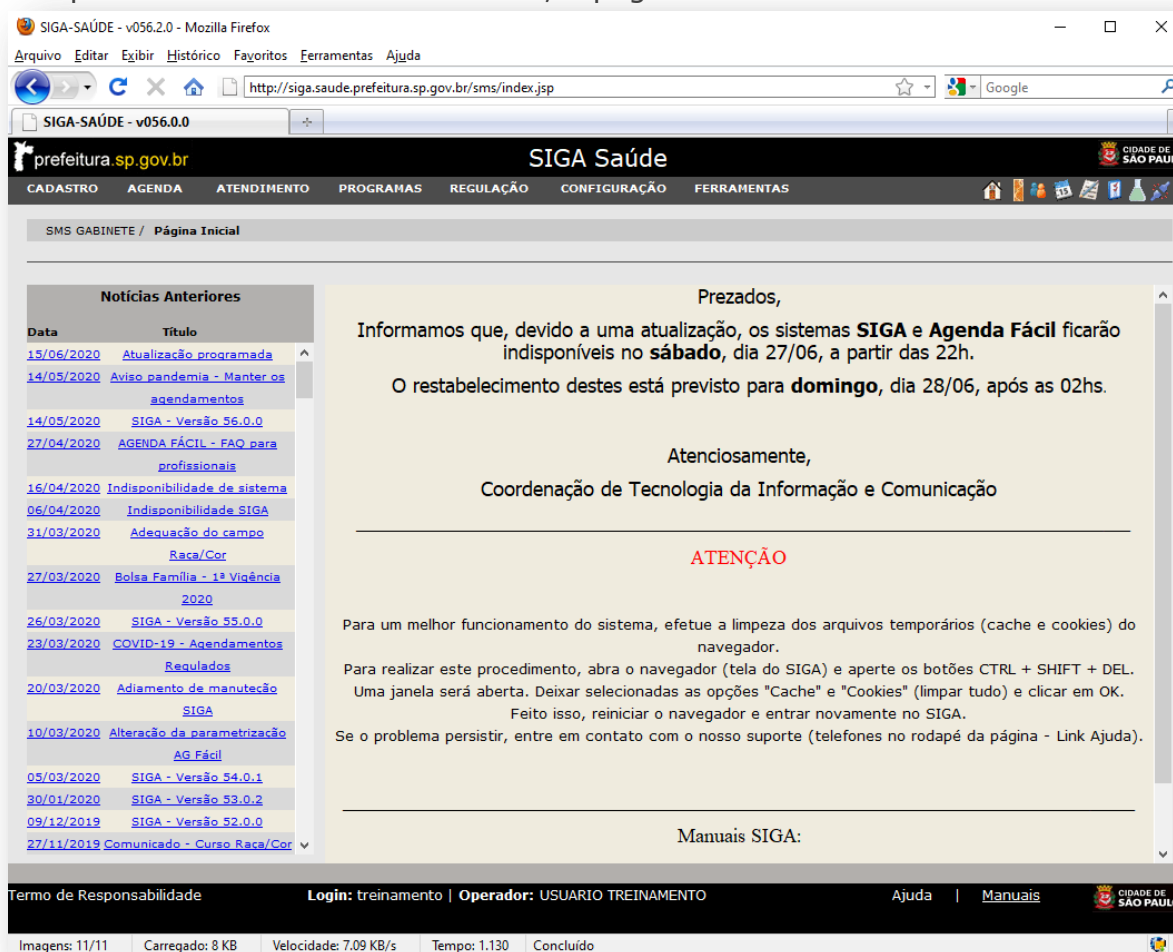 SIGA-SAÚDE - v056.2.0 - Mozilla Firefox
Arquivo Editar Exibir Histórico Favoritos Ferramentas Ajuda
http://siga.saude.prefeitura.sp.gov.br/sms/index.jsp
Google
SIGA-SAÚDE - v056.0.0
prefeitura.sp.gov.br
SIGA Saúde
CIDADE DE
CADASTRO AGENDA ATENDIMENTO PROGRAMAS REGULAÇÃO CONFIGURAÇÃO FERRAMENTAS
SMS GABINETE / Página Inicial
Notícias Anteriores
Data Título
15/06/2020 Atualização programada
14/05/2020 Aviso pandemia - Manter os
agendamentos
14/05/2020 SIGA - Versão 56.0.0
27/04/2020 AGENDA FÁCIL - FAQ para
profissionais
16/04/2020 Indisponibilidade de sistema
06/04/2020 Indisponibilidade SIGA
31/03/2020 Adequacão do campo
Raca/Cor
27/03/2020 Bolsa Família - 1ª Vigência
2020
26/03/2020 SIGA - Versão 55.0.0
23/03/2020 COVID-19 - Agendamentos
Regulados
20/03/2020 Adiamento de manutecão
SIGA
10/03/2020 Alteracão da parametrizacão
AG Fácil
05/03/2020 SIGA - Versão 54.0.1
30/01/2020 SIGA - Versão 53.0.2
09/12/2019 SIGA - Versão 52.0.0
27/11/2019 Comunicado - Curso Raca/Cor
Prezados,
Informamos que, devido a uma atualização, os sistemas SIGA e Agenda Fácil ficarão
indisponíveis no sábado, dia 27/06, a partir das 22h.
O restabelecimento destes está previsto para domingo, dia 28/06, após as 02hs.
Atenciosamente,
Coordenação de Tecnologia da Informação e Comunicação
ATENÇÃO
Para um melhor funcionamento do sistema, efetue a limpeza dos arquivos temporários (cache e cookies) do
navegador.
Para realizar este procedimento, abra o navegador (tela do SIGA) e aperte os botões CTRL + SHIFT + DEL.
Uma janela será aberta. Deixar selecionadas as opções "Cache" e "Cookies" (limpar tudo) e clicar em OK.
Feito isso, reiniciar o navegador e entrar novamente no SIGA.
Se o problema persistir, entre em contato com o nosso suporte (telefones no rodapé da página - Link Ajuda).
Manuais SIGA:
Termo de Responsabilidade Login: treinamento | Operador: USUARIO TREINAMENTO Ajuda | Manuais
CIDADE DE
Imagens: 11/11 Carregado: 8 KB Velocidade: 7.09 KB/s Tempo: 1.130 Concluído